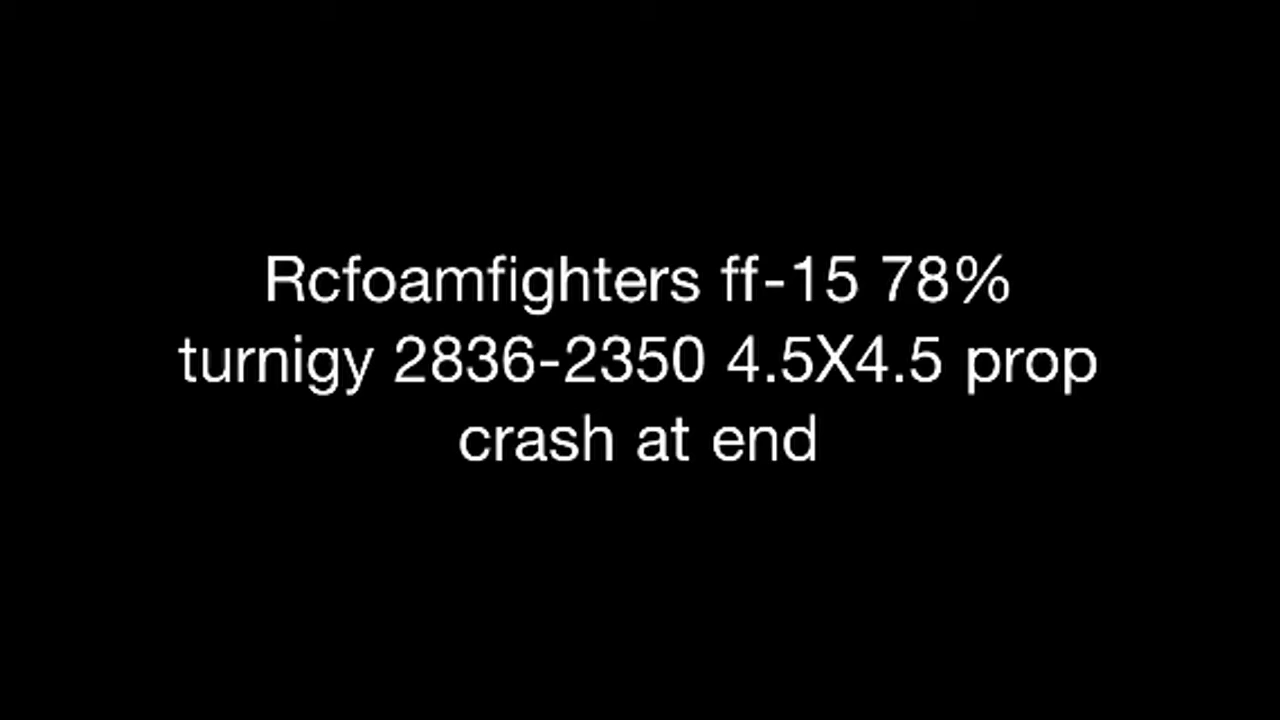 Rcfoamfighters ff-15 78%
turnigy 2836-2350 4.5X4.5 prop
crash at end